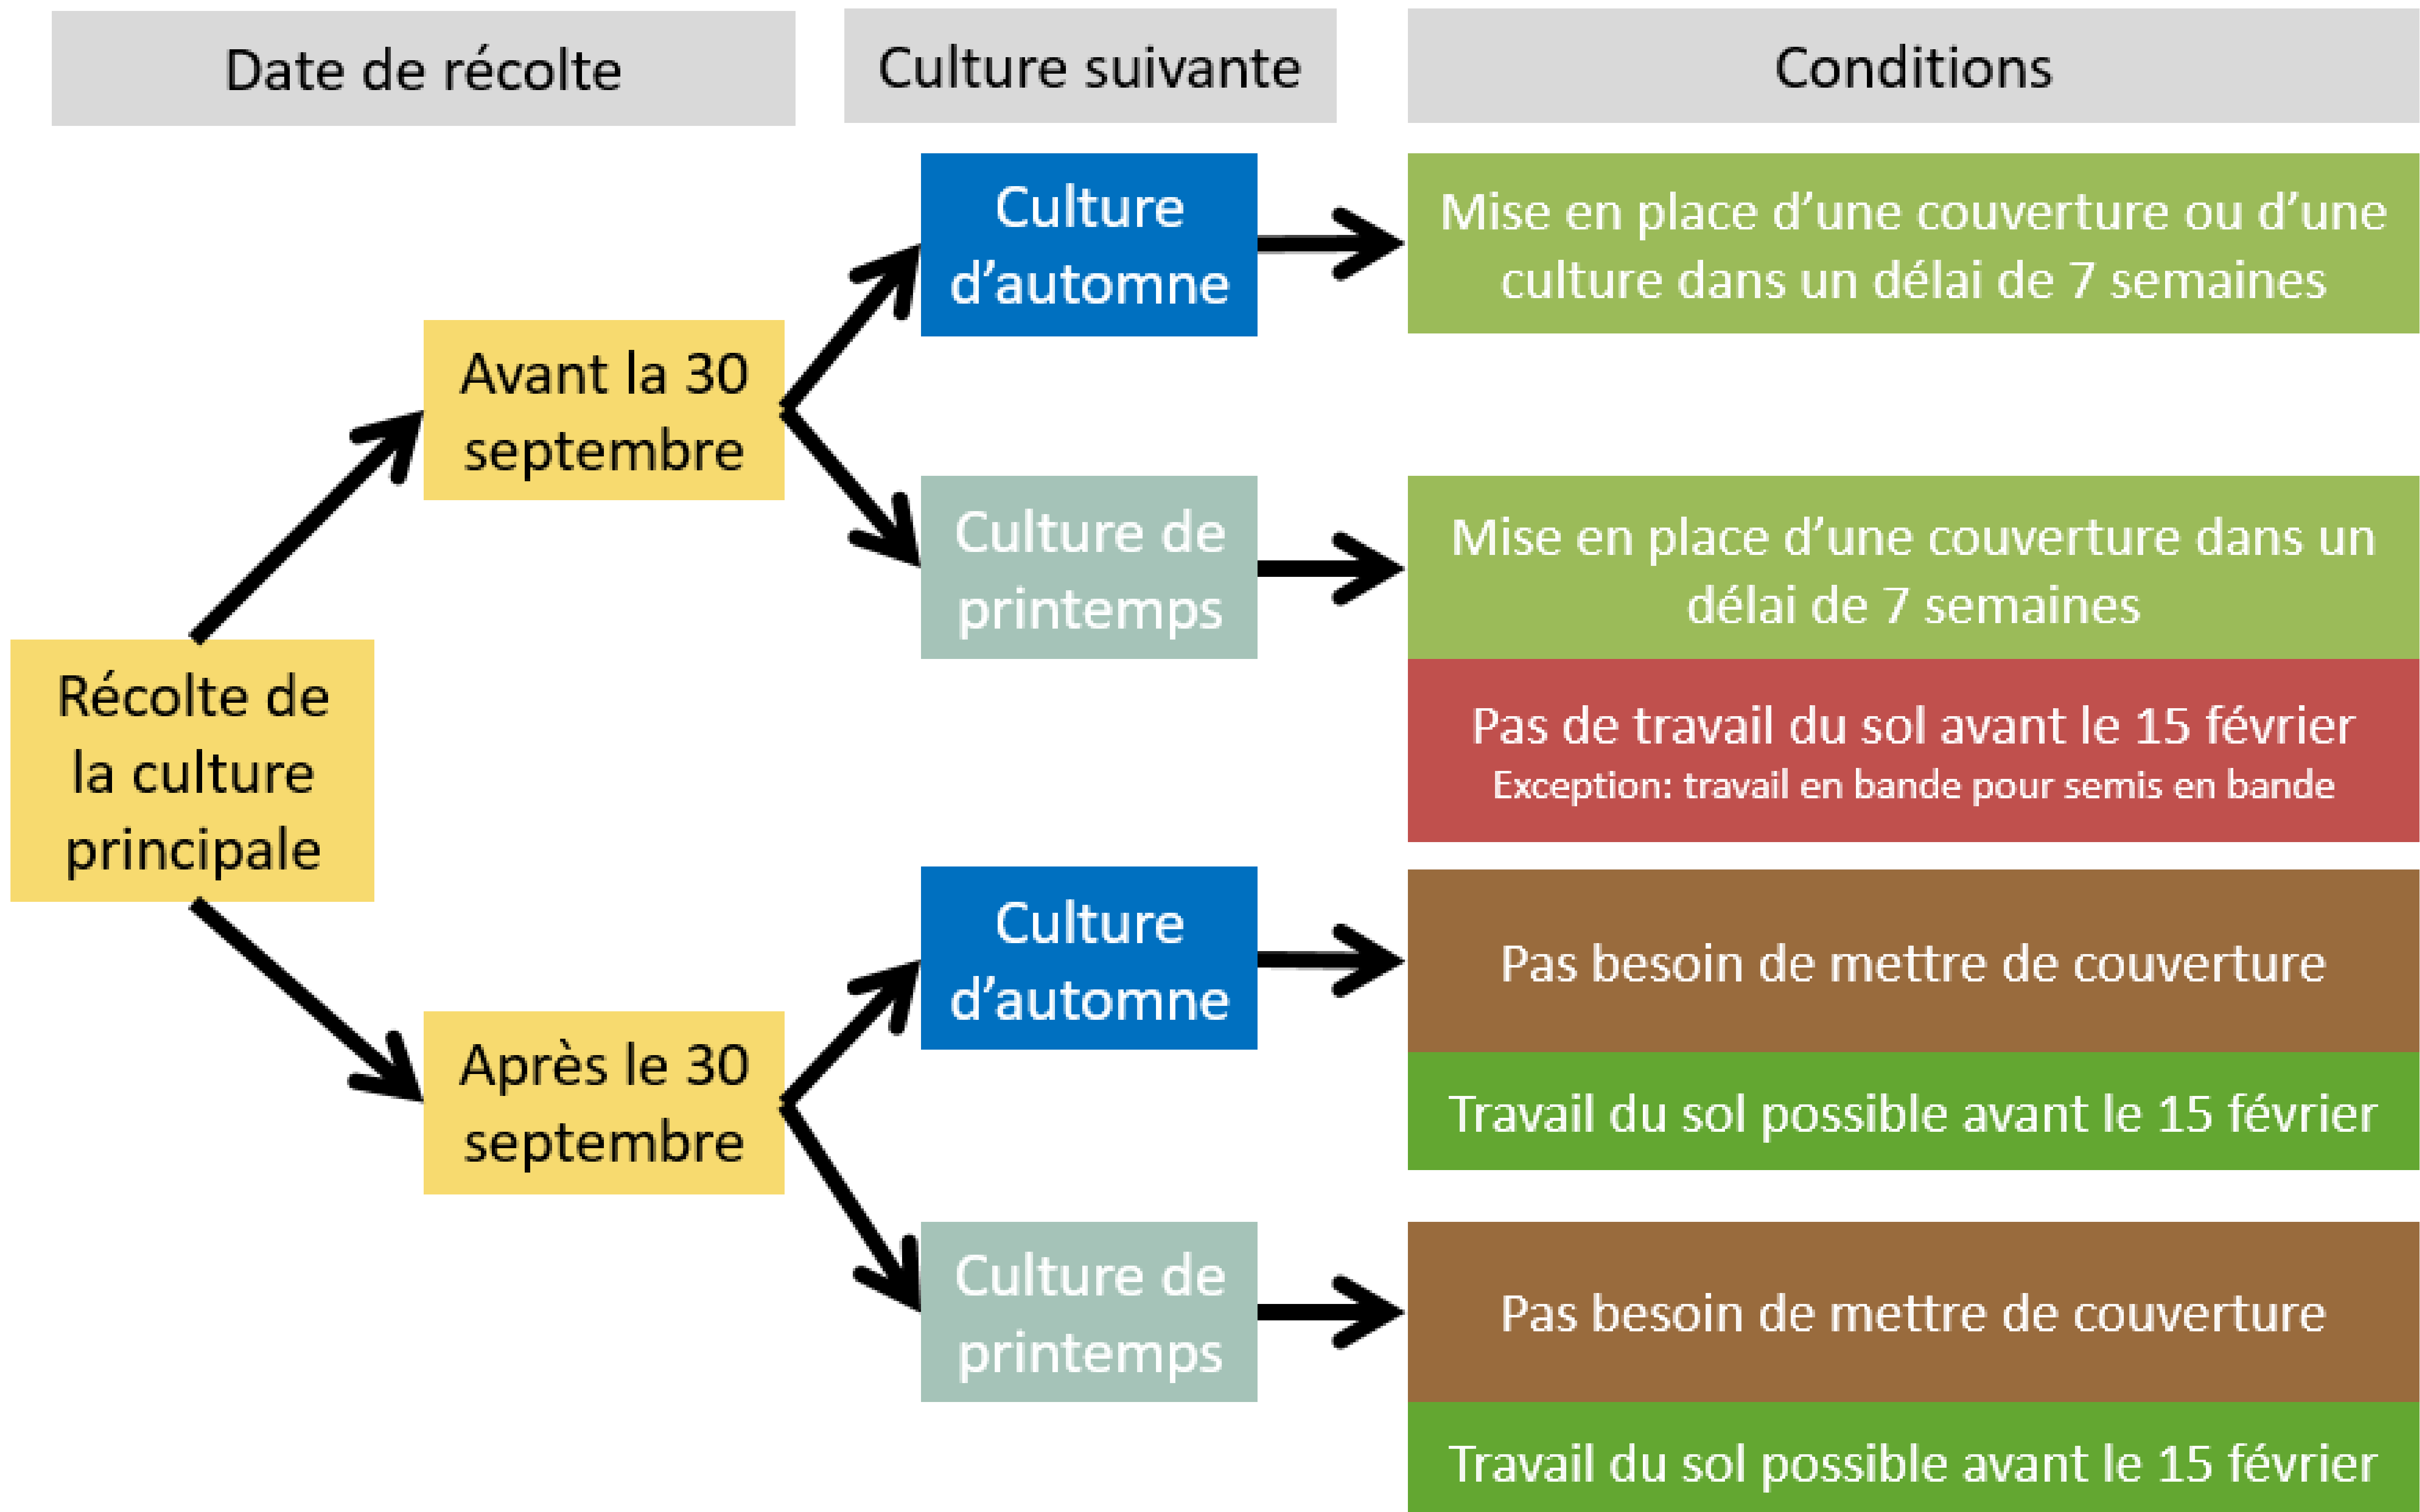 Date de récolte
Culture suivante
Conditions
Culture
d’automne
Mise en place d’une couverture ou d’une
culture dans un délai de 7 semaines
Avant la 30
septembre
Culture de
printemps
Mise en place d’une couverture dans un
délai de 7 semaines
Pas de travail du sol avant le 15 février
Exception: travail en bande pour semis en bande
Récolte de
la culture
principale
Culture
d’automne
Pas besoin de mettre de couverture
Travail du sol possible avant le 15 février
Après le 30
septembre
Culture de
printemps
Pas besoin de mettre de couverture
Travail du sol possible avant le 15 février